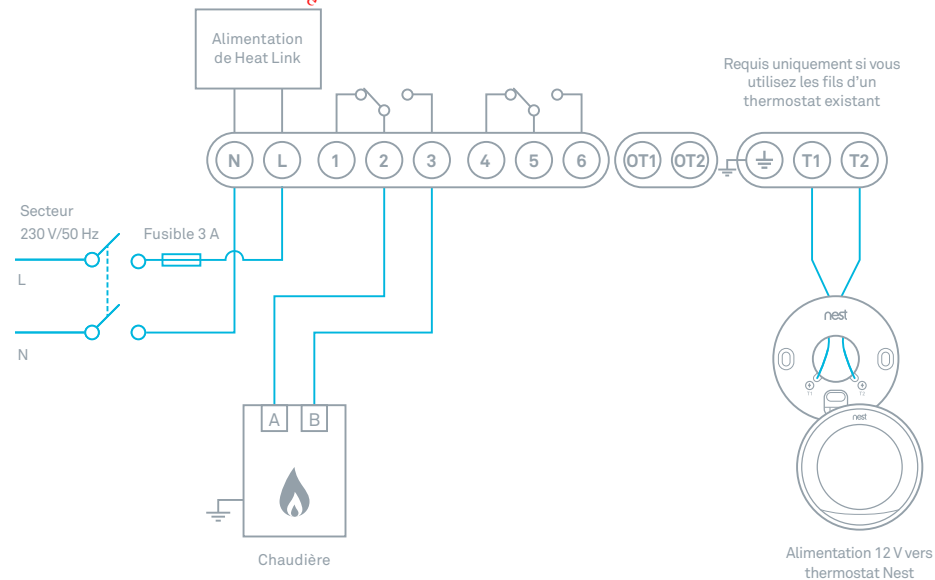 Alimentation
de Heat Link
Requis uniquement si vous
utilisez les fils d'un
thermostat existant
N L 1 2 3 4 5 6 OT1 OT2 T1 T2
Secteur
230 V/50 Hz
Fusible 3 A
L
N
nest
T1 T2
nest
A B
Chaudière
Alimentation 12 V vers
thermostat Nest